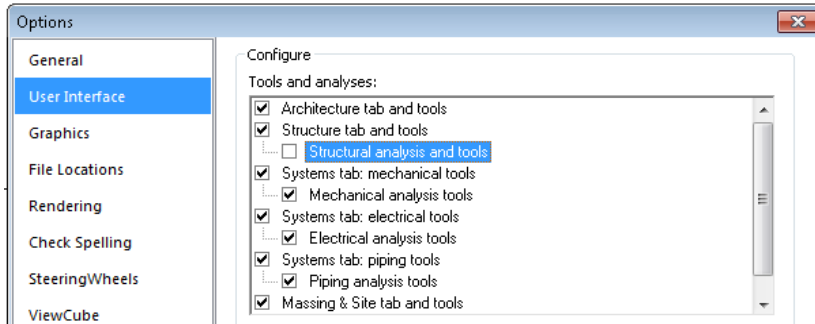 Options
General
User Interface
Graphics
File Locations
Rendering
Check Spelling
SteeringWheels
ViewCube
Configure
Tools and analyses:
Architecture tab and tools
Structure tab and tools
Structural analysis and tools
Systems tab: mechanical tools
Mechanical analysis tools
Systems tab: electrical tools
Electrical analysis tools
Systems tab: piping tools
Piping analysis tools
Massing & Site tab and tools